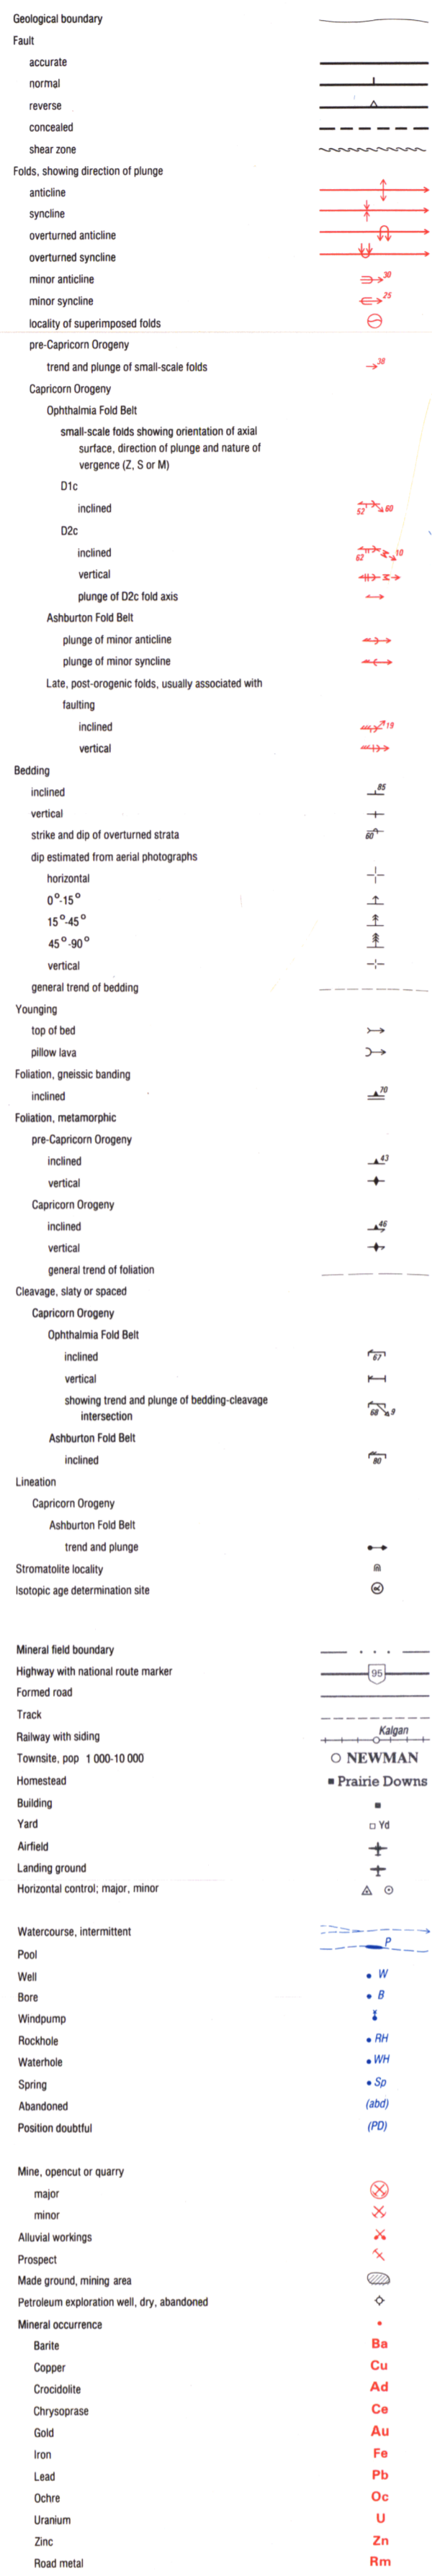 Geological boundary
Fault
accurate
normal
reverse
concealed
shear zone
Folds, showing direction of plunge
anticline
syncline
overturned anticline
overturned syncline
minor anticline 30
minor syncline 25
locality of superimposed folds
pre-Capricorn Orogeny
trend and plunge of small-scale folds 38
Capricorn Orogeny
Ophthalmia Fold Belt
small-scale folds showing orientation of axial
surface, direction of plunge and nature of
vergence (Z, S or M)
D1c
inclined 52 60
D2c
inclined 62 10
vertical
plunge of D2c fold axis
Ashburton Fold Belt
plunge of minor anticline
plunge of minor syncline
Late, post-orogenic folds, usually associated with
faulting
inclined 19
vertical
Bedding
inclined 85
vertical
strike and dip of overturned strata 60
dip estimated from aerial photographs
horizontal
0°-15°
15°-45°
45°-90°
vertical
general trend of bedding
Younging
top of bed
pillow lava
Foliation, gneissic banding
inclined 70
Foliation, metamorphic
pre-Capricorn Orogeny
inclined 43
vertical
Capricorn Orogeny
inclined 46
vertical
general trend of foliation
Cleavage, slaty or spaced
Capricorn Orogeny
Ophthalmia Fold Belt
inclined 67
vertical
showing trend and plunge of bedding-cleavage
intersection 68 9
Ashburton Fold Belt
inclined 80
Lineation
Capricorn Orogeny
Ashburton Fold Belt
trend and plunge
Stromatolite locality
Isotopic age determination site
Mineral field boundary
Highway with national route marker 95
Formed road
Track
Railway with siding Kalgan
Townsite, pop 1 000-10 000 NEWMAN
Homestead Prairie Downs
Building
Yard Yd
Airfield
Landing ground
Horizontal control; major, minor
Watercourse, intermittent
Pool P
Well W
Bore B
Windpump
Rockhole RH
Waterhole WH
Spring Sp
Abandoned (abd)
Position doubtful (PD)
Mine, opencut or quarry
major
minor
Alluvial workings
Prospect
Made ground, mining area
Petroleum exploration well, dry, abandoned
Mineral occurrence
Barite Ba
Copper Cu
Crocidolite Ad
Chrysoprase Ce
Gold Au
Iron Fe
Lead Pb
Ochre Oc
Uranium U
Zinc Zn
Road metal Rm